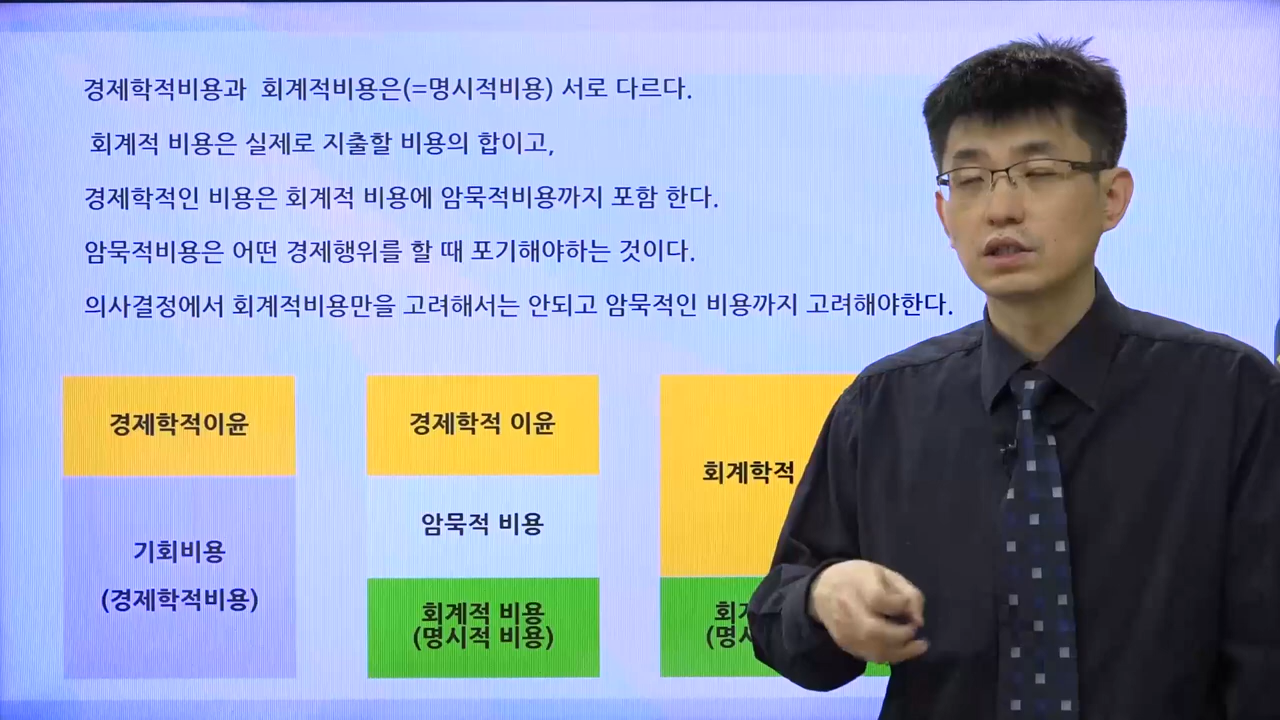 경제학적비용과 회계적비용은(=명시적비용) 서로 다르다.
회계적 비용은 실제로 지출할 비용의 합이고,
경제학적인 비용은 회계적 비용에 암묵적비용까지 포함 한다.
암묵적비용은 어떤 경제행위를 할 때 포기해야하는 것이다.
의사결정에서 회계적비용만을 고려해서는 안되고 암묵적인 비용까지 고려해야한다.
경제학적이윤
기회비용
(경제학적비용)
경제학적 이윤
암묵적 비용
회계적 비용
(명시적 비용)
회계학적